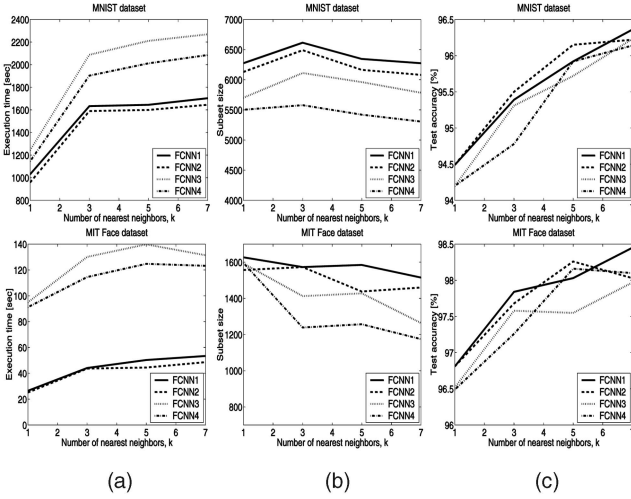 MNIST dataset
Execution time [sec]
2400
2200
2000
1800
1600
1400
1200
1000
800
FCNN1
FCNN2
FCNN3
FCNN4
1 2 3 4 5 6 7
Number of nearest neighbors, k
MNIST dataset
Subset size
7000
6500
6000
5500
5000
4500
4000
FCNN1
FCNN2
FCNN3
FCNN4
1 2 3 4 5 6 7
Number of nearest neighbors, k
MNIST dataset
Test accuracy [%]
96.5
96
95.5
95
94.5
94
FCNN1
FCNN2
FCNN3
FCNN4
1 2 3 4 5 6 7
Number of nearest neighbors, k
MIT Face dataset
Execution time [sec]
140
120
100
80
60
40
20
0
FCNN1
FCNN2
FCNN3
FCNN4
1 2 3 4 5 6 7
Number of nearest neighbors, k
MIT Face dataset
Subset size
1600
1400
1200
1000
800
FCNN1
FCNN2
FCNN3
FCNN4
1 2 3 4 5 6 7
Number of nearest neighbors, k
MIT Face dataset
Test accuracy [%]
98.5
98
97.5
97
96.5
96
FCNN1
FCNN2
FCNN3
FCNN4
1 2 3 4 5 6 7
Number of nearest neighbors, k
(a)
(b)
(c)